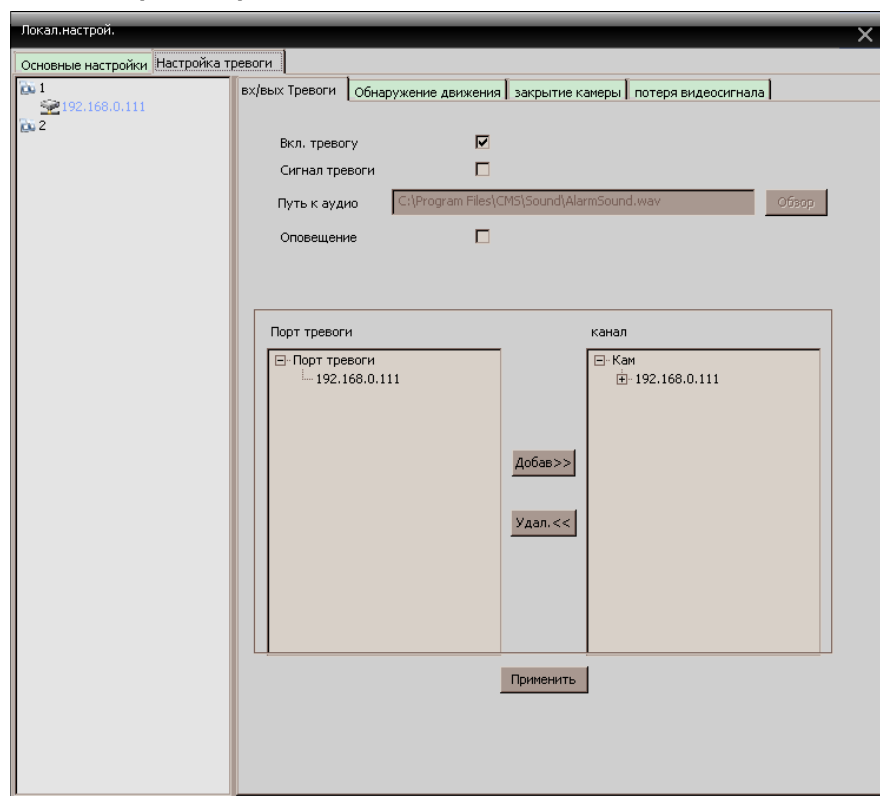 Локал.настрой.
Основные настройки Настройка тревоги
1
192.168.0.111
2
вх/вых Тревоги Обнаружение движения закрытие камеры потеря видеосигнала
Вкл. тревогу
Сигнал тревоги
Путь к аудио C:\Program Files\CMS\Sound\AlarmSound.wav Обзор
Оповещение
Порт тревоги канал
Порт тревоги Кам
192.168.0.111 192.168.0.111
Добав>>
Удал.<<
Применить